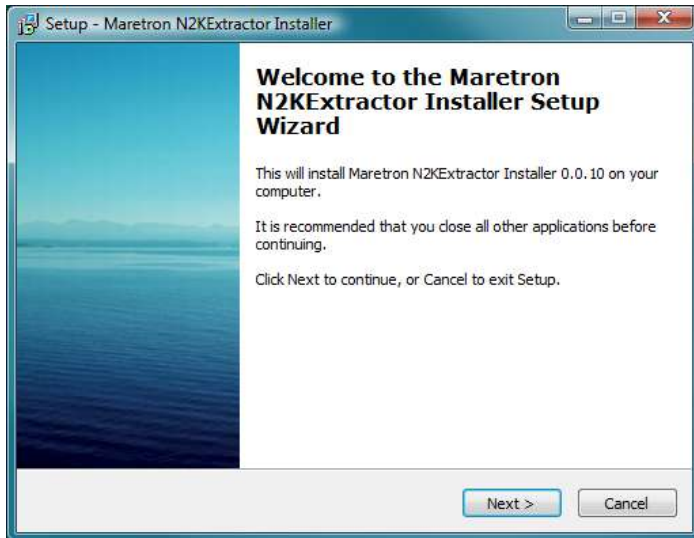 Setup - Maretron N2KExtractor Installer
Welcome to the Maretron
N2KExtractor Installer Setup
Wizard
This will install Maretron N2KExtractor Installer 0.0.10 on your
computer.
It is recommended that you close all other applications before
continuing.
Click Next to continue, or Cancel to exit Setup.
Next >
Cancel